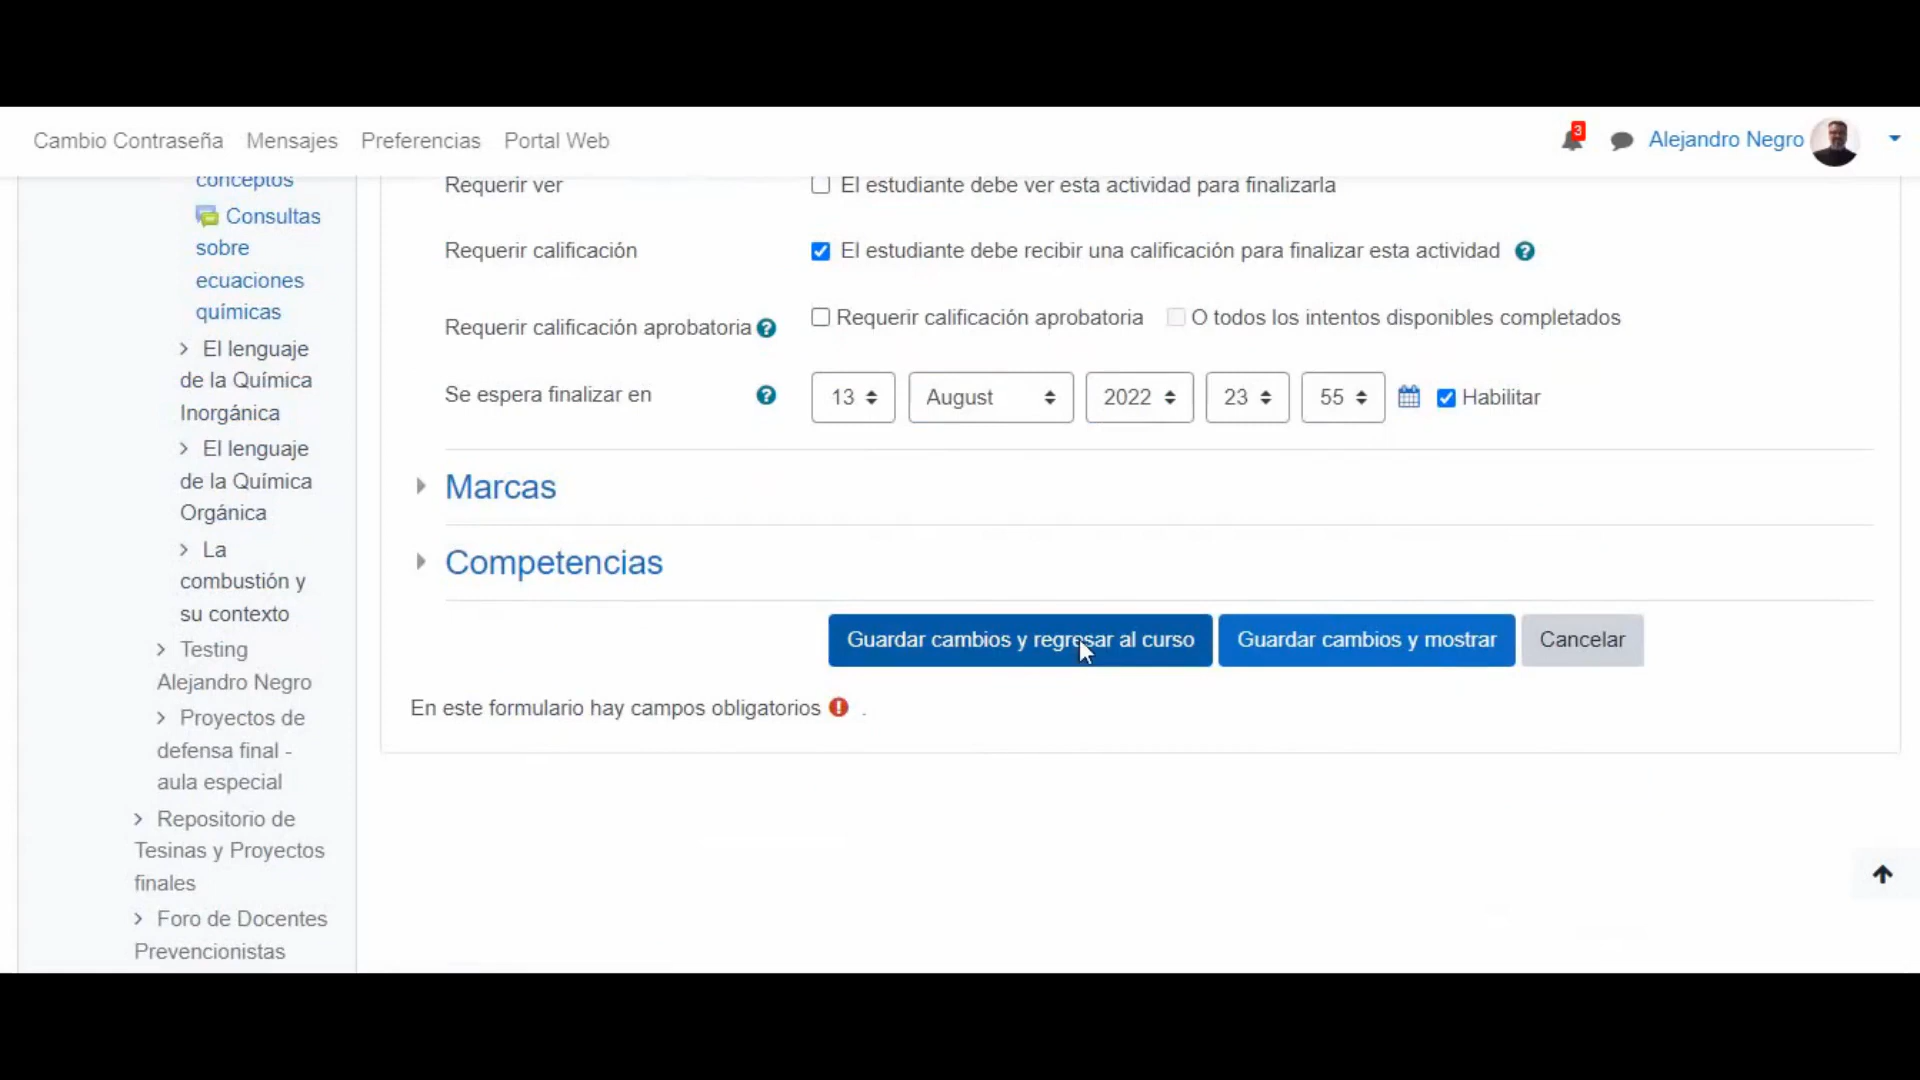 Cambio Contraseña Mensajes Preferencias Portal Web
3
Alejandro Negro
conceptos
Consultas
sobre
ecuaciones
químicas
El lenguaje
de la Química
Inorgánica
El lenguaje
de la Química
Orgánica
La
combustión y
su contexto
Testing
Alejandro Negro
Proyectos de
defensa final -
aula especial
Repositorio de
Tesinas y Proyectos
finales
Foro de Docentes
Prevencionistas
Requerir ver
El estudiante debe ver esta actividad para finalizarla
Requerir calificación
El estudiante debe recibir una calificación para finalizar esta actividad ?
Requerir calificación aprobatoria ?
Requerir calificación aprobatoria O todos los intentos disponibles completados
Se espera finalizar en ?
13 August 2022 23 55 Habilitar
Marcas
Competencias
Guardar cambios y regresar al curso Guardar cambios y mostrar Cancelar
En este formulario hay campos obligatorios ! .